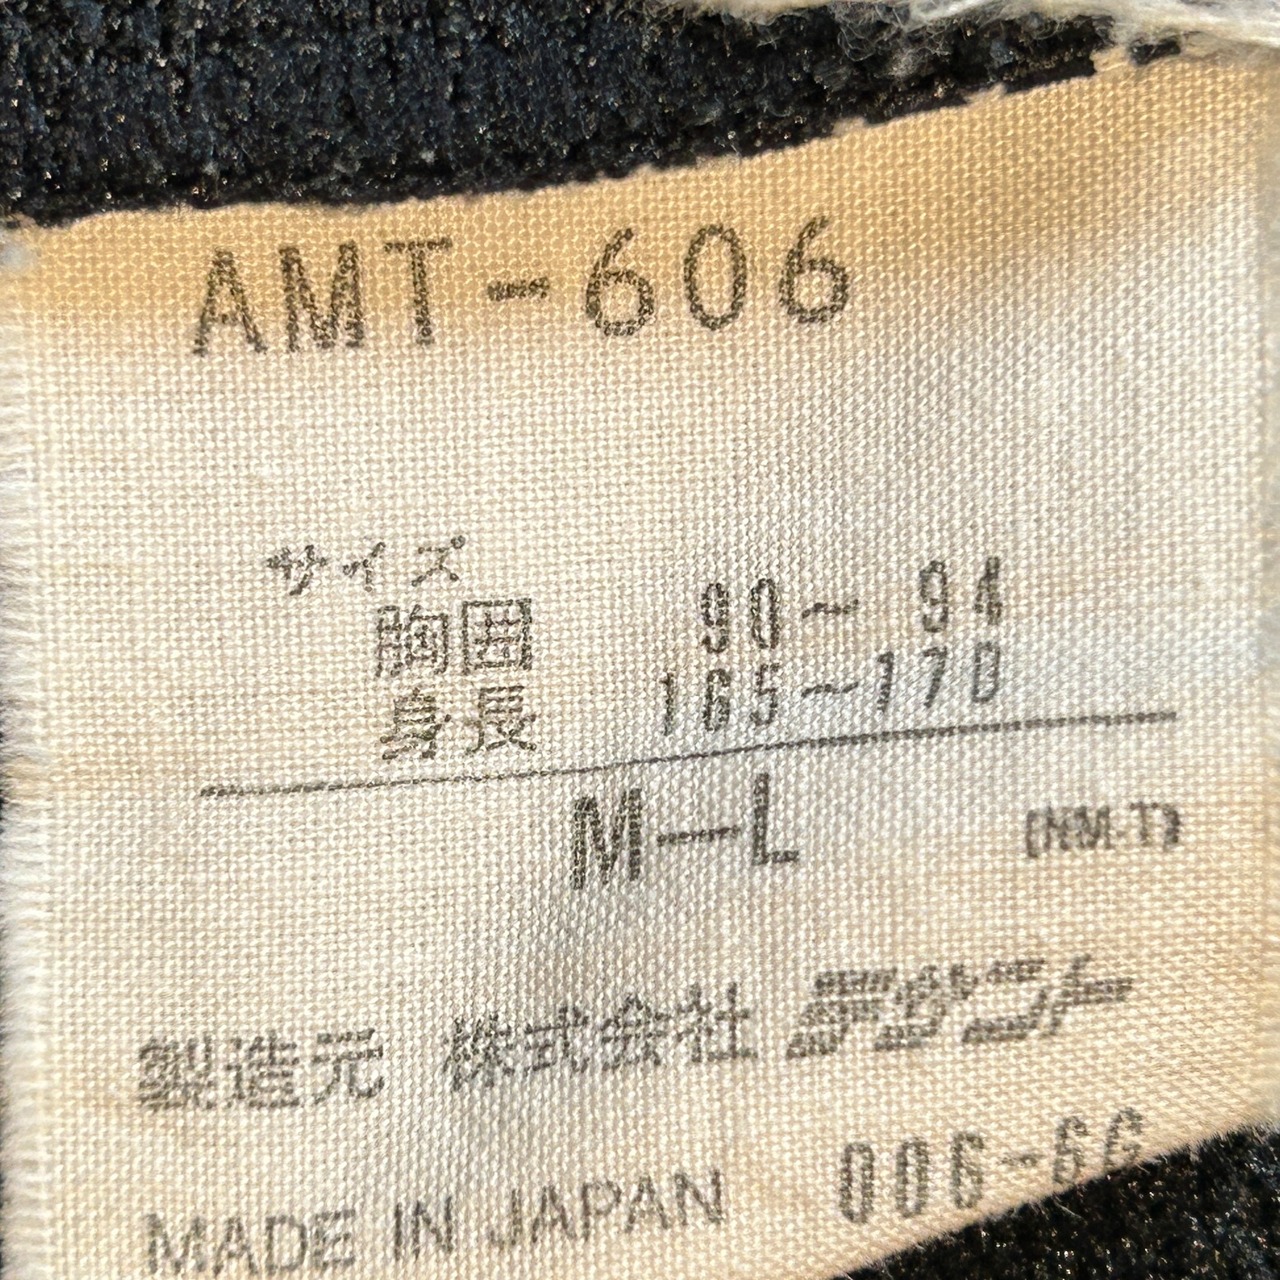 AMT-606
サイズ
胸囲 90~94
身長 165~170
M—L (NM-T)
製造元 株式会社デサント
MADE IN JAPAN 006-66